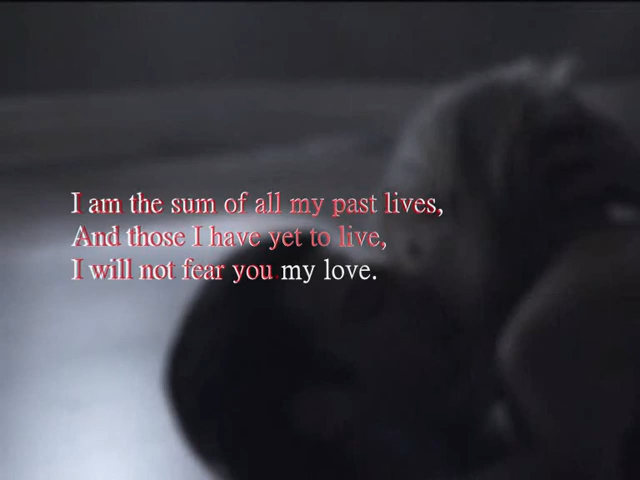 I am the sum of all my past lives,
And those I have yet to live,
I will not fear you my love.